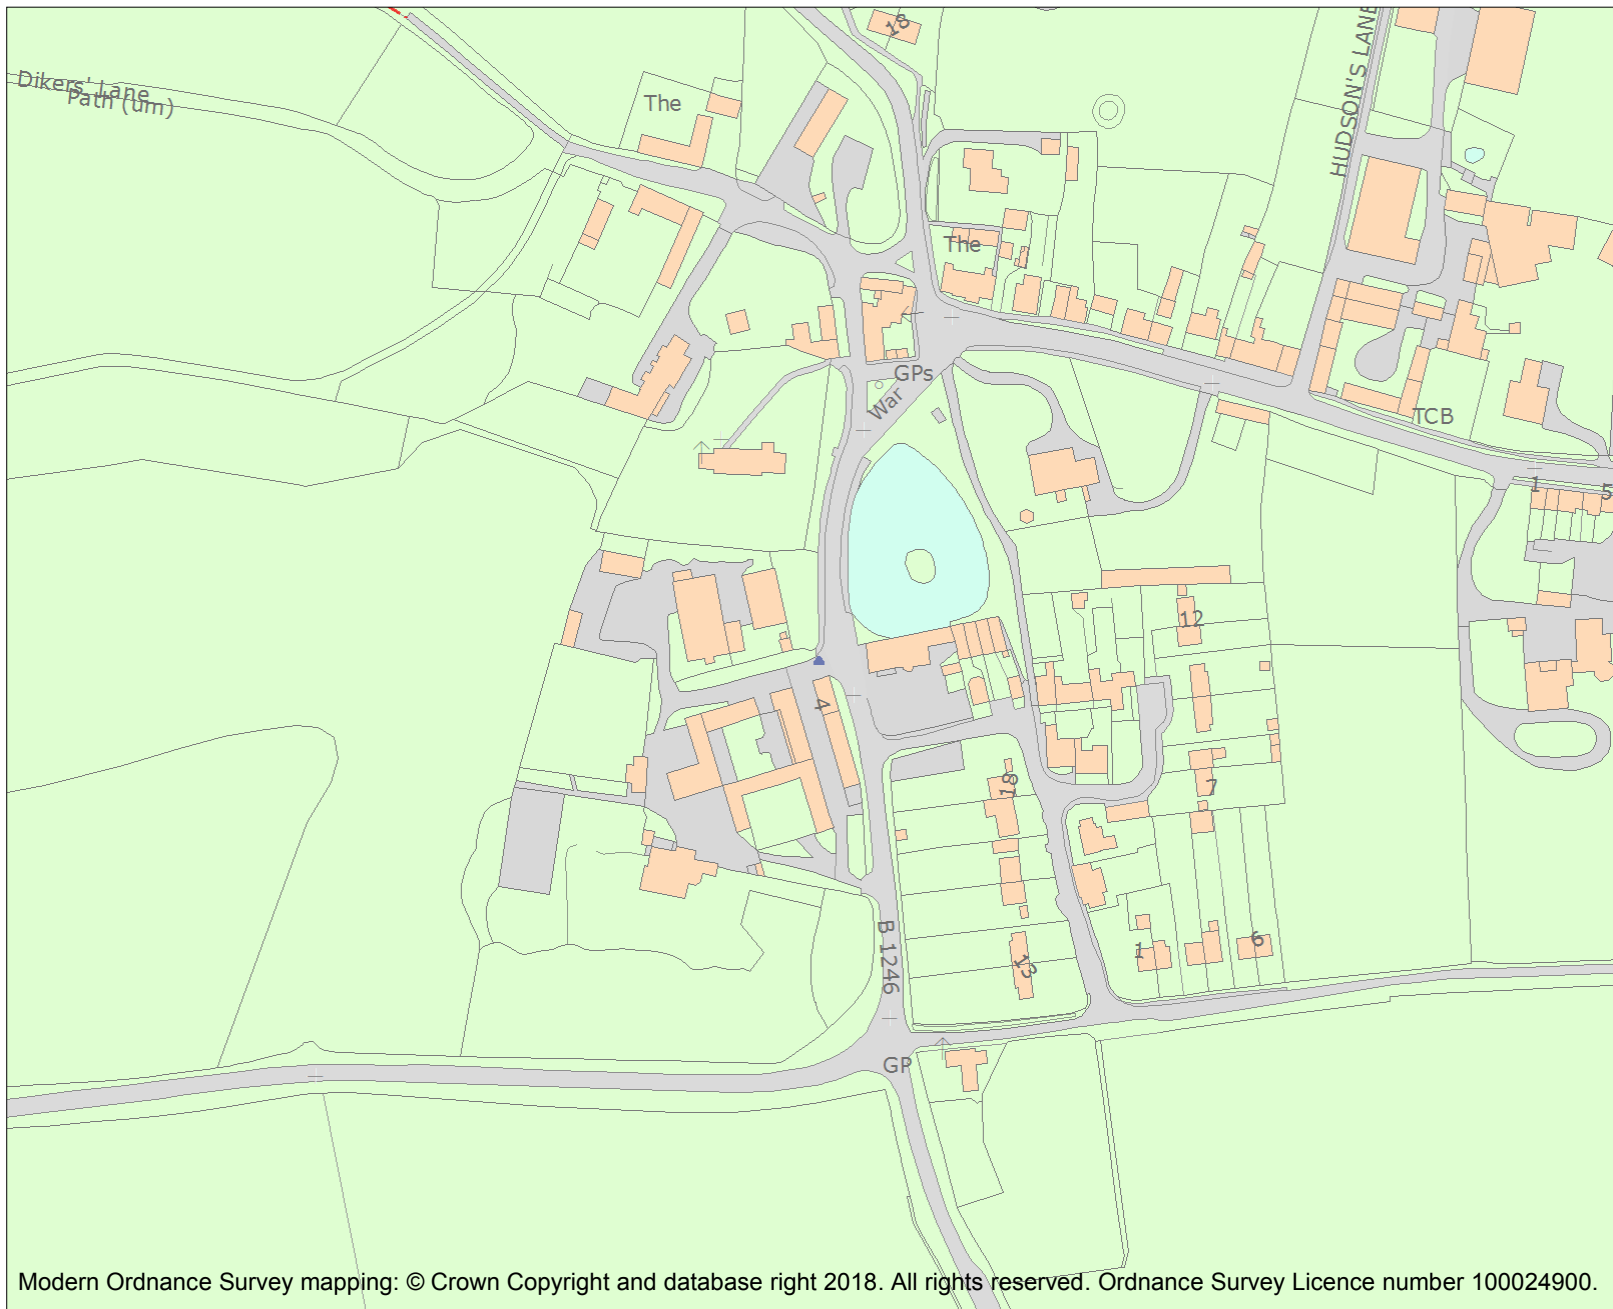 18
Dikers' Lane
Path (um)
The
HUDSON'S LANE
The
GPs
War
TCB
1
5
12
4
18
7
B 1246
13
1
6
GP
Modern Ordnance Survey mapping: © Crown Copyright and database right 2018. All rights reserved. Ordnance Survey Licence number 100024900.